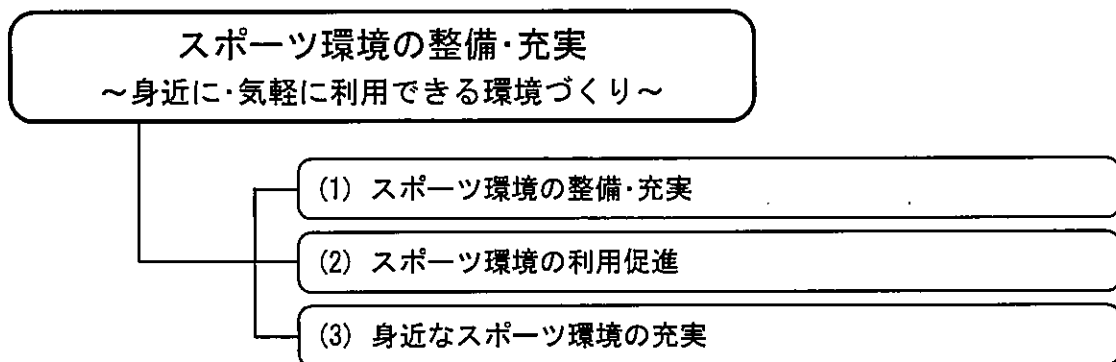 スポーツ環境の整備･充実
～身近に･気軽に利用できる環境づくり～
(1) スポーツ環境の整備･充実
(2) スポーツ環境の利用促進
(3) 身近なスポーツ環境の充実